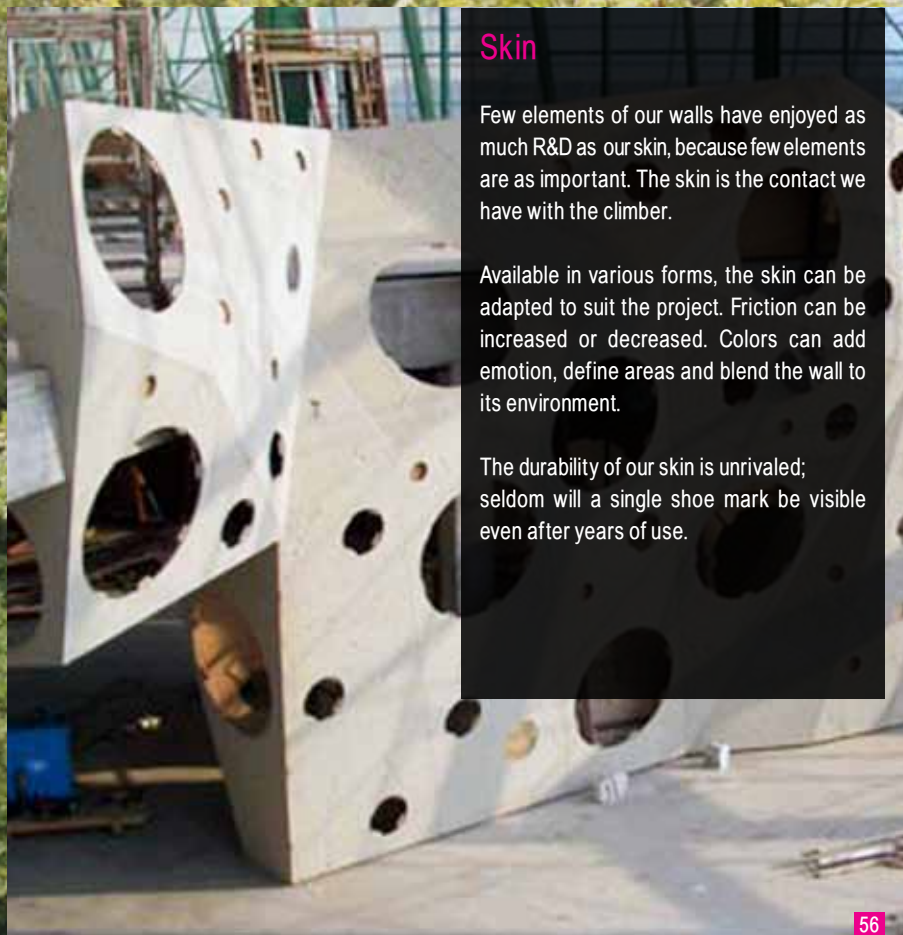 Skin
Few elements of our walls have enjoyed as
much R&D as our skin, because few elements
are as important. The skin is the contact we
have with the climber.
Available in various forms, the skin can be
adapted to suit the project. Friction can be
increased or decreased. Colors can add
emotion, define areas and blend the wall to
its environment.
The durability of our skin is unrivaled;
seldom will a single shoe mark be visible
even after years of use.
56